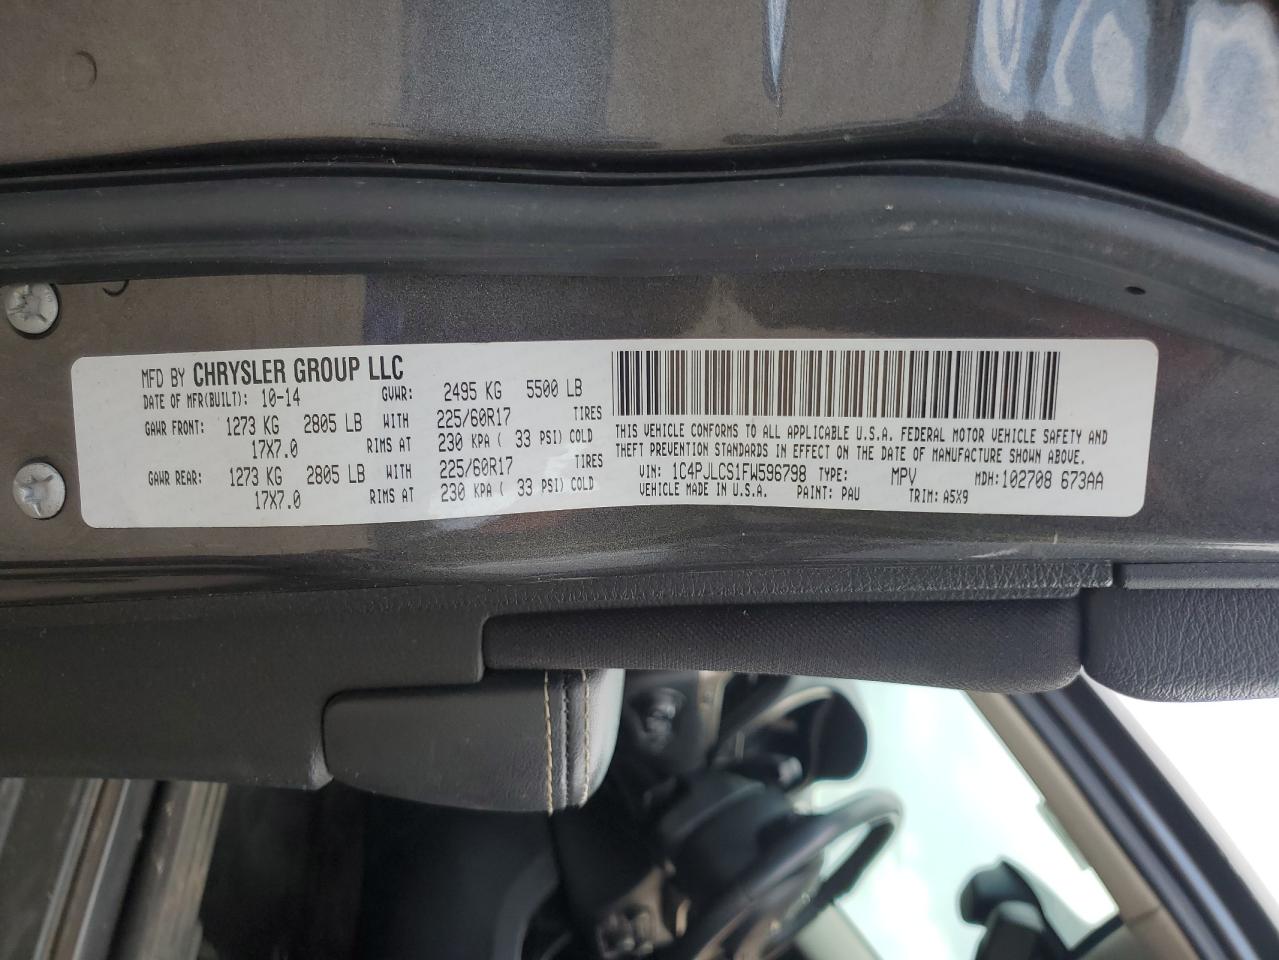 MFD BY CHRYSLER GROUP LLC
DATE OF MFR(BUILT): 10-14 GVWR: 2495 KG 5500 LB
GAWR FRONT: 1273 KG 2805 LB WITH 225/60R17 TIRES
17X7.0 RIMS AT 230 KPA ( 33 PSI) COLD
GAWR REAR: 1273 KG 2805 LB WITH 225/60R17 TIRES
17X7.0 RIMS AT 230 KPA ( 33 PSI) COLD
THIS VEHICLE CONFORMS TO ALL APPLICABLE U.S.A. FEDERAL MOTOR VEHICLE SAFETY AND
THEFT PREVENTION STANDARDS IN EFFECT ON THE DATE OF MANUFACTURE SHOWN ABOVE.
VIN: 1C4PJLCS1FW596798 TYPE: MPV MDH:102708 673AA
VEHICLE MADE IN U.S.A. PAINT: PAU TRIM: A5X9